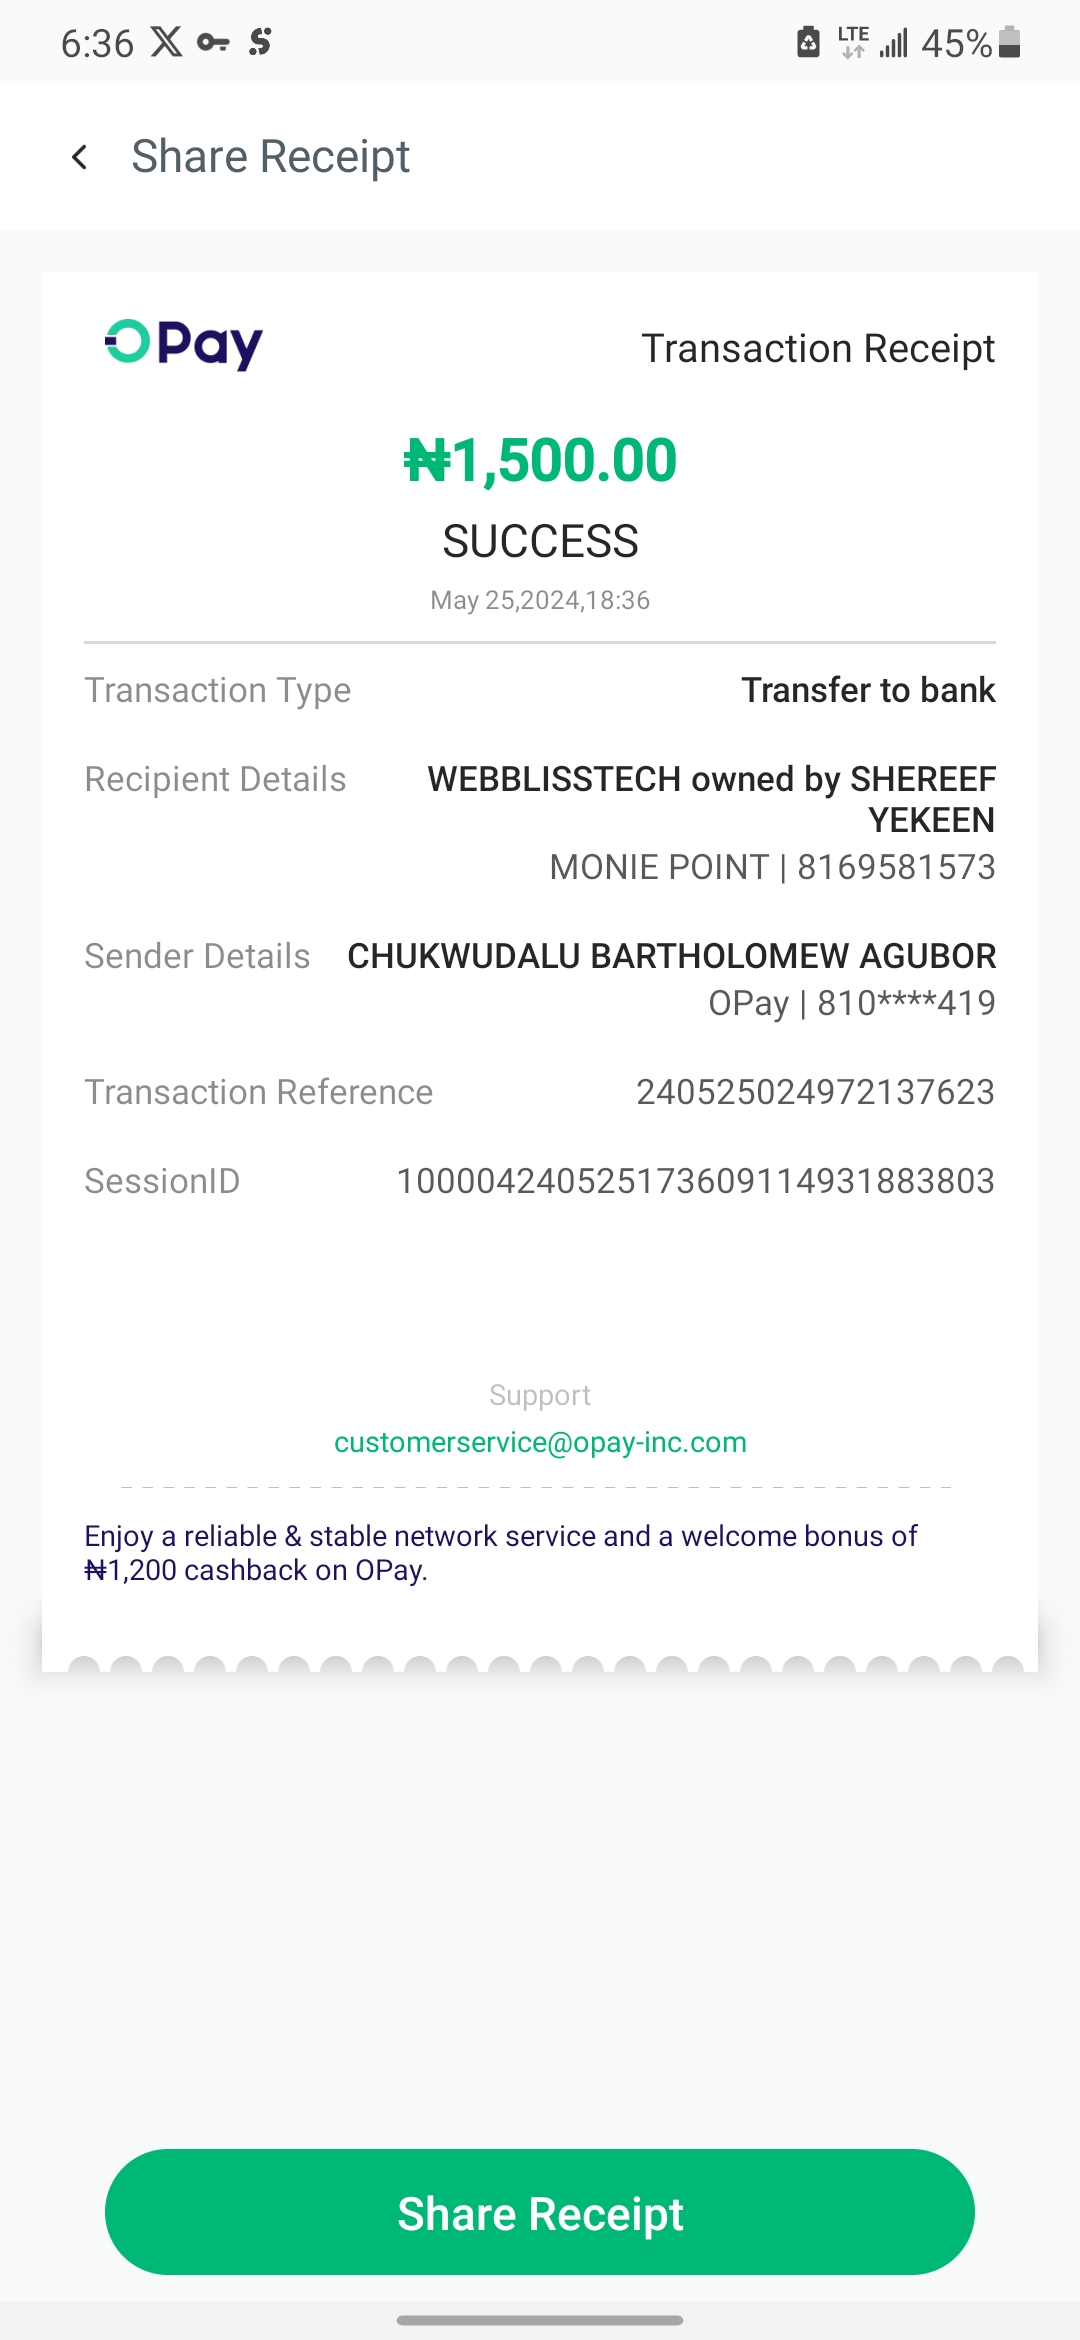 6:36
LTE
45%
Share Receipt
OPay
Transaction Receipt
₦1,500.00
SUCCESS
May 25,2024,18:36
Transaction Type
Transfer to bank
Recipient Details
WEBBLISSTECH owned by SHEREEF
YEKEEN
MONIE POINT | 8169581573
Sender Details
CHUKWUDALU BARTHOLOMEW AGUBOR
OPay | 810****419
Transaction Reference
240525024972137623
SessionID
100004240525173609114931883803
Support
customerservice@opay-inc.com
Enjoy a reliable & stable network service and a welcome bonus of
₦1,200 cashback on OPay.
Share Receipt